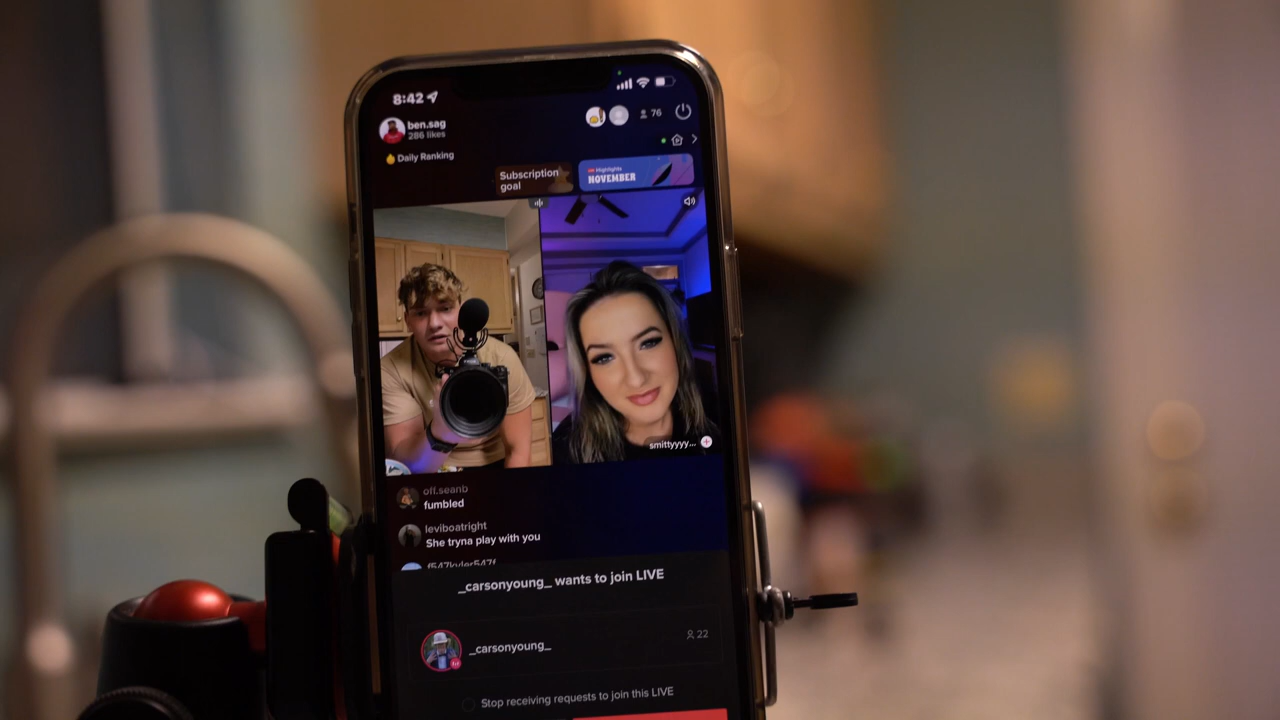 8:42
ben.sag
286 likes
76
Daily Ranking
Subscription
goal
Highlights
NOVEMBER
smittyyyy...
off.seanb
fumbled
leviboatright
She tryna play with you
_carsonyoung_ wants to join LIVE
_carsonyoung_
22
Stop receiving requests to join this LIVE